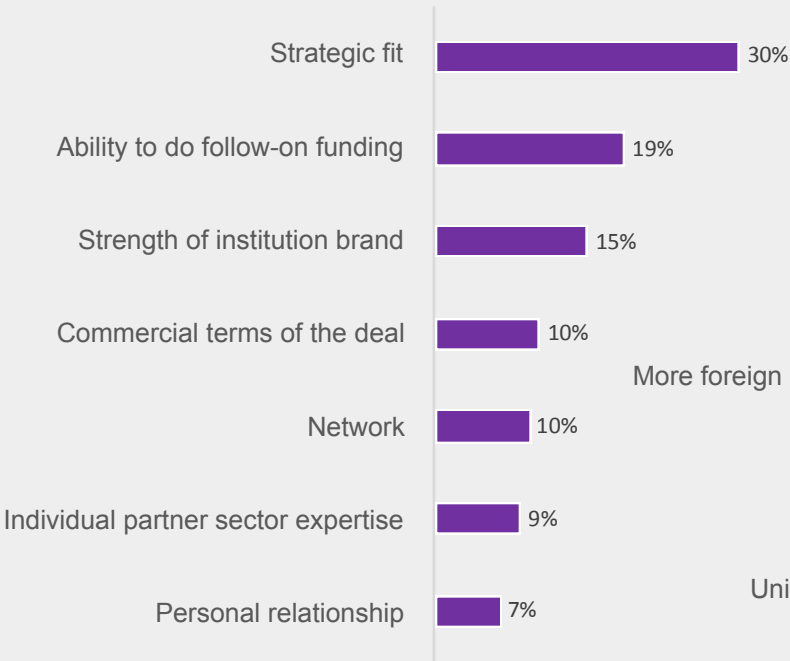 Strategic fit 30%
Ability to do follow-on funding 19%
Strength of institution brand 15%
Commercial terms of the deal 10%
More foreign
Network 10%
Individual partner sector expertise 9%
Uni
Personal relationship 7%